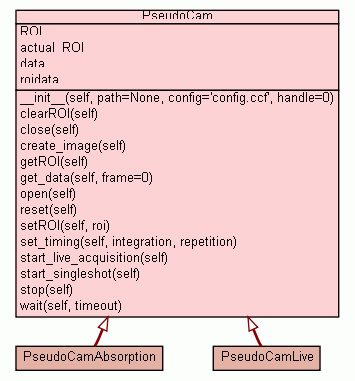 PseudoCam
ROI
actual_ROI
data
roidata
__init__(self, path=None, config='config.ccf', handle=0)
clearROI(self)
close(self)
create_image(self)
getROI(self)
get_data(self, frame=0)
open(self)
reset(self)
setROI(self, roi)
set_timing(self, integration, repetition)
start_live_acquisition(self)
start_singleshot(self)
stop(self)
wait(self, timeout)
PseudoCamAbsorption
PseudoCamLive